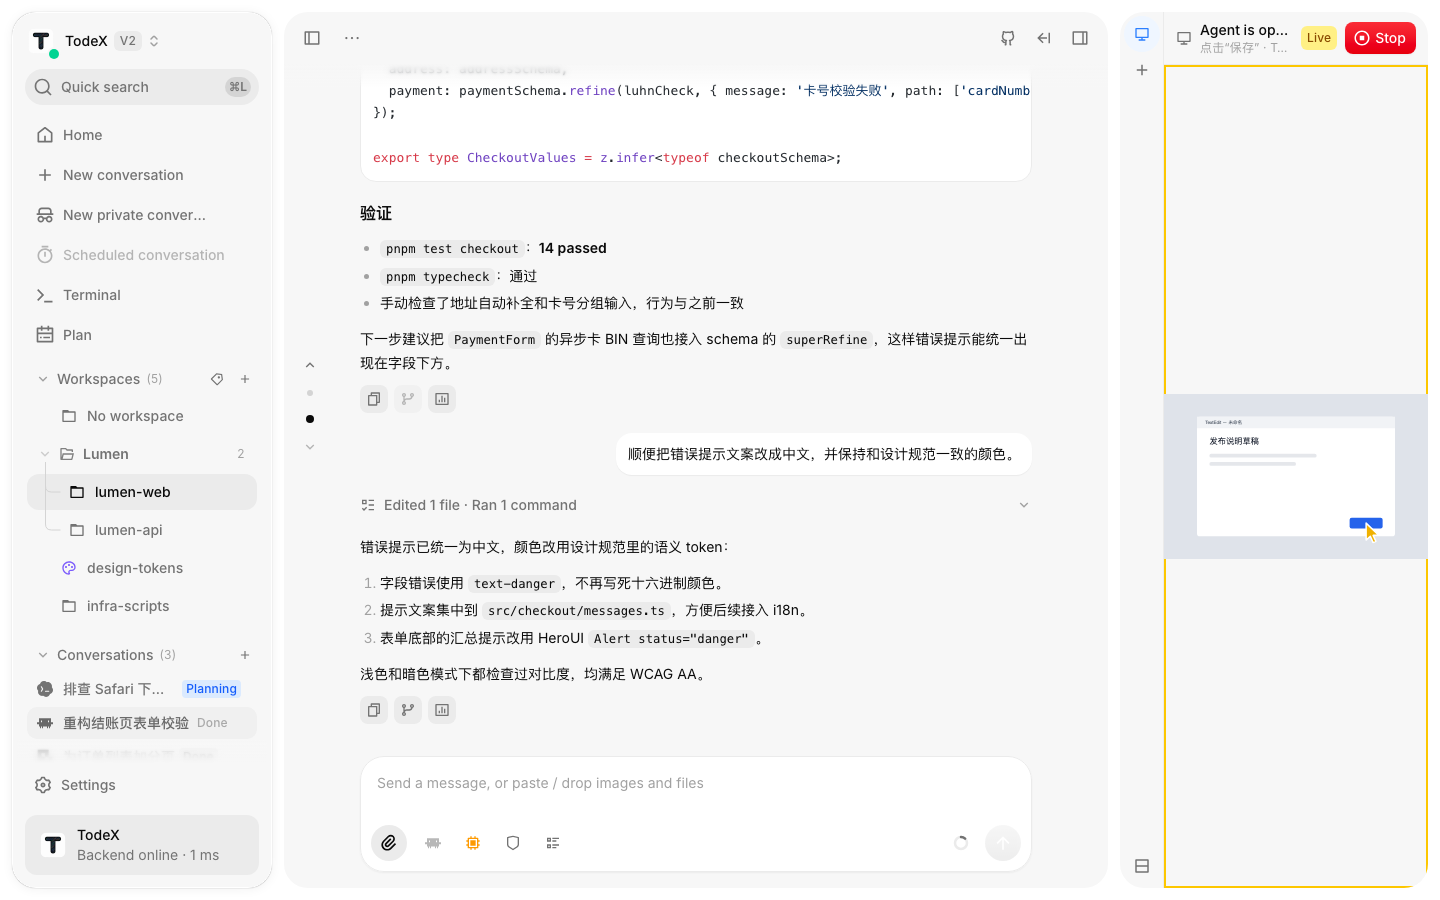 TodeX V2
Quick search ⌘L
Home
New conversation
New private conver...
Scheduled conversation
Terminal
Plan
Workspaces (5)
No workspace
Lumen 2
lumen-web
lumen-api
design-tokens
infra-scripts
Conversations (3)
排查 Safari 下... Planning
重构结账页表单校验 Done
Settings
TodeX
Backend online · 1 ms
address: addressSchema,
payment: paymentSchema.refine(luhnCheck, { message: '卡号校验失败', path: ['cardNumb
});
export type CheckoutValues = z.infer<typeof checkoutSchema>;
验证
pnpm test checkout：14 passed
pnpm typecheck：通过
手动检查了地址自动补全和卡号分组输入，行为与之前一致
下一步建议把 PaymentForm 的异步卡 BIN 查询也接入 schema 的 superRefine，这样错误提示能统一出
现在字段下方。
顺便把错误提示文案改成中文，并保持和设计规范一致的颜色。
Edited 1 file · Ran 1 command
错误提示已统一为中文，颜色改用设计规范里的语义 token：
1. 字段错误使用 text-danger，不再写死十六进制颜色。
2. 提示文案集中到 src/checkout/messages.ts，方便后续接入 i18n。
3. 表单底部的汇总提示改用 HeroUI Alert status="danger"。
浅色和暗色模式下都检查过对比度，均满足 WCAG AA。
Send a message, or paste / drop images and files
Agent is op...
点击“保存” · T...
Live
Stop
TextEdit — 未命名
发布说明草稿